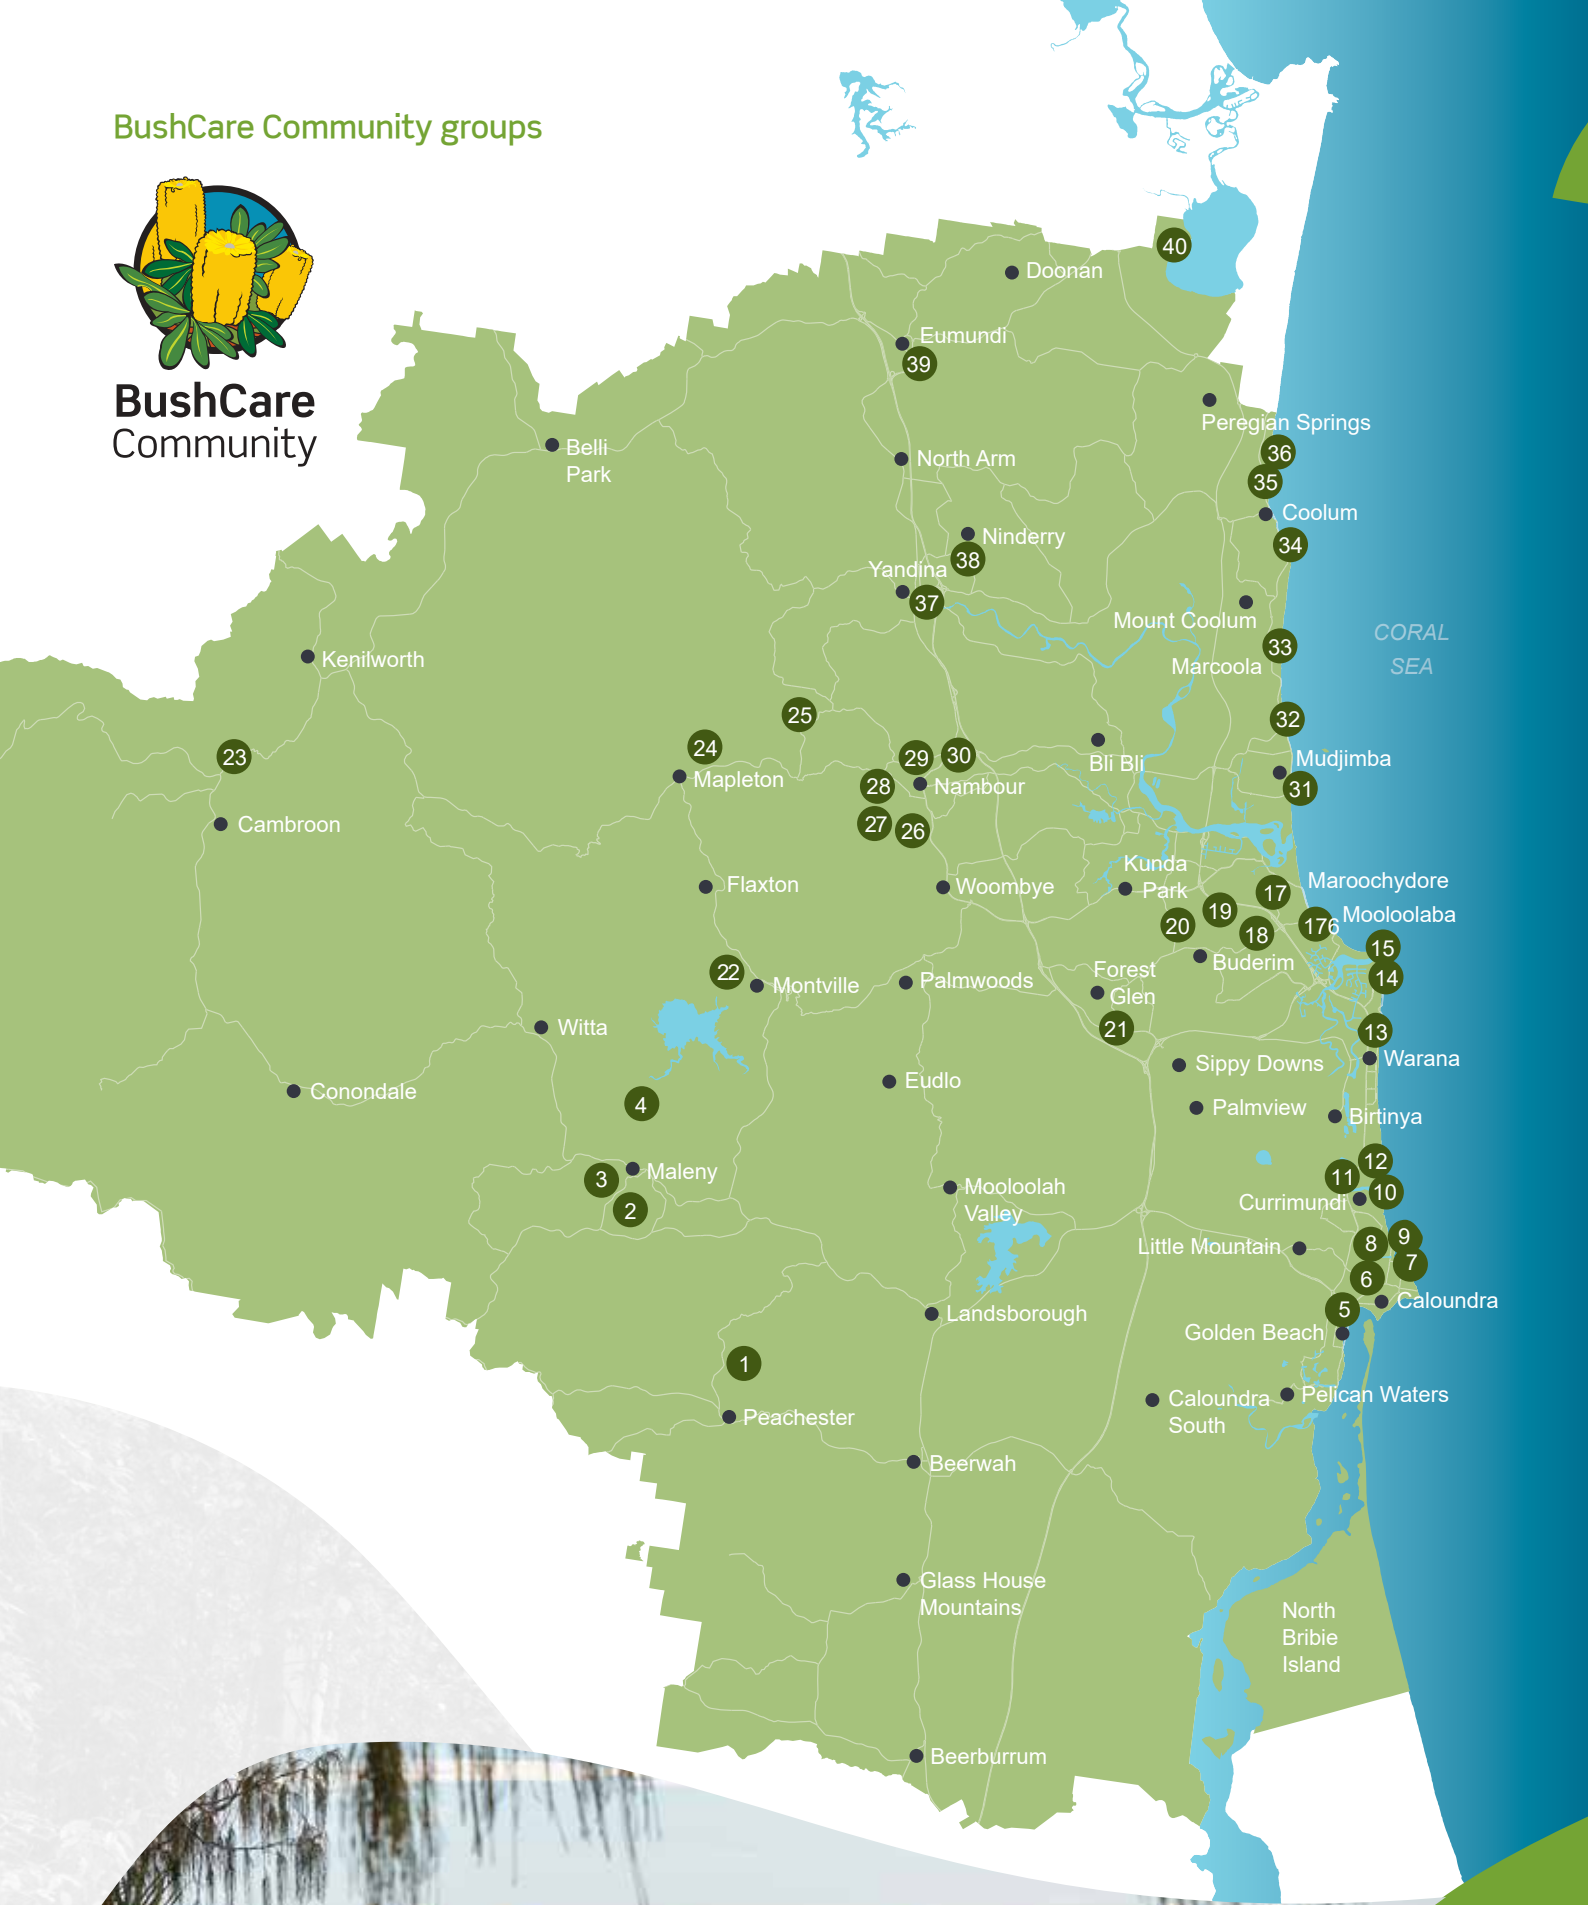 BushCare Community groups
BushCare
Community
40
Doonan
Eumundi
39
Peregian Springs
Belli
Park
North Arm
36
35
Coolum
34
Ninderry
38
Yandina
37
Mount Coolum
CORAL
SEA
33
Marcoola
Kenilworth
25
32
24
23
29
30
Mapleton
Bli Bli
Mudjimba
28
Nambour
31
27
26
Cambroon
Kunda
Park
Flaxton
Woombye
Maroochydore
17
Mooloolaba
19
176
20
18
15
Buderim
14
22
Montville
Palmwoods
Forest
Glen
21
13
Witta
Warana
Sippy Downs
Conondale
Eudlo
4
Palmview
Birtinya
12
3
Maleny
11
10
2
Mooloolah
Valley
Currimundi
Little Mountain
8
9
7
6
5
Caloundra
Landsborough
Golden Beach
1
Caloundra
South
Pelican Waters
Peachester
Beerwah
Glass House
Mountains
North
Bribie
Island
Beerburrum